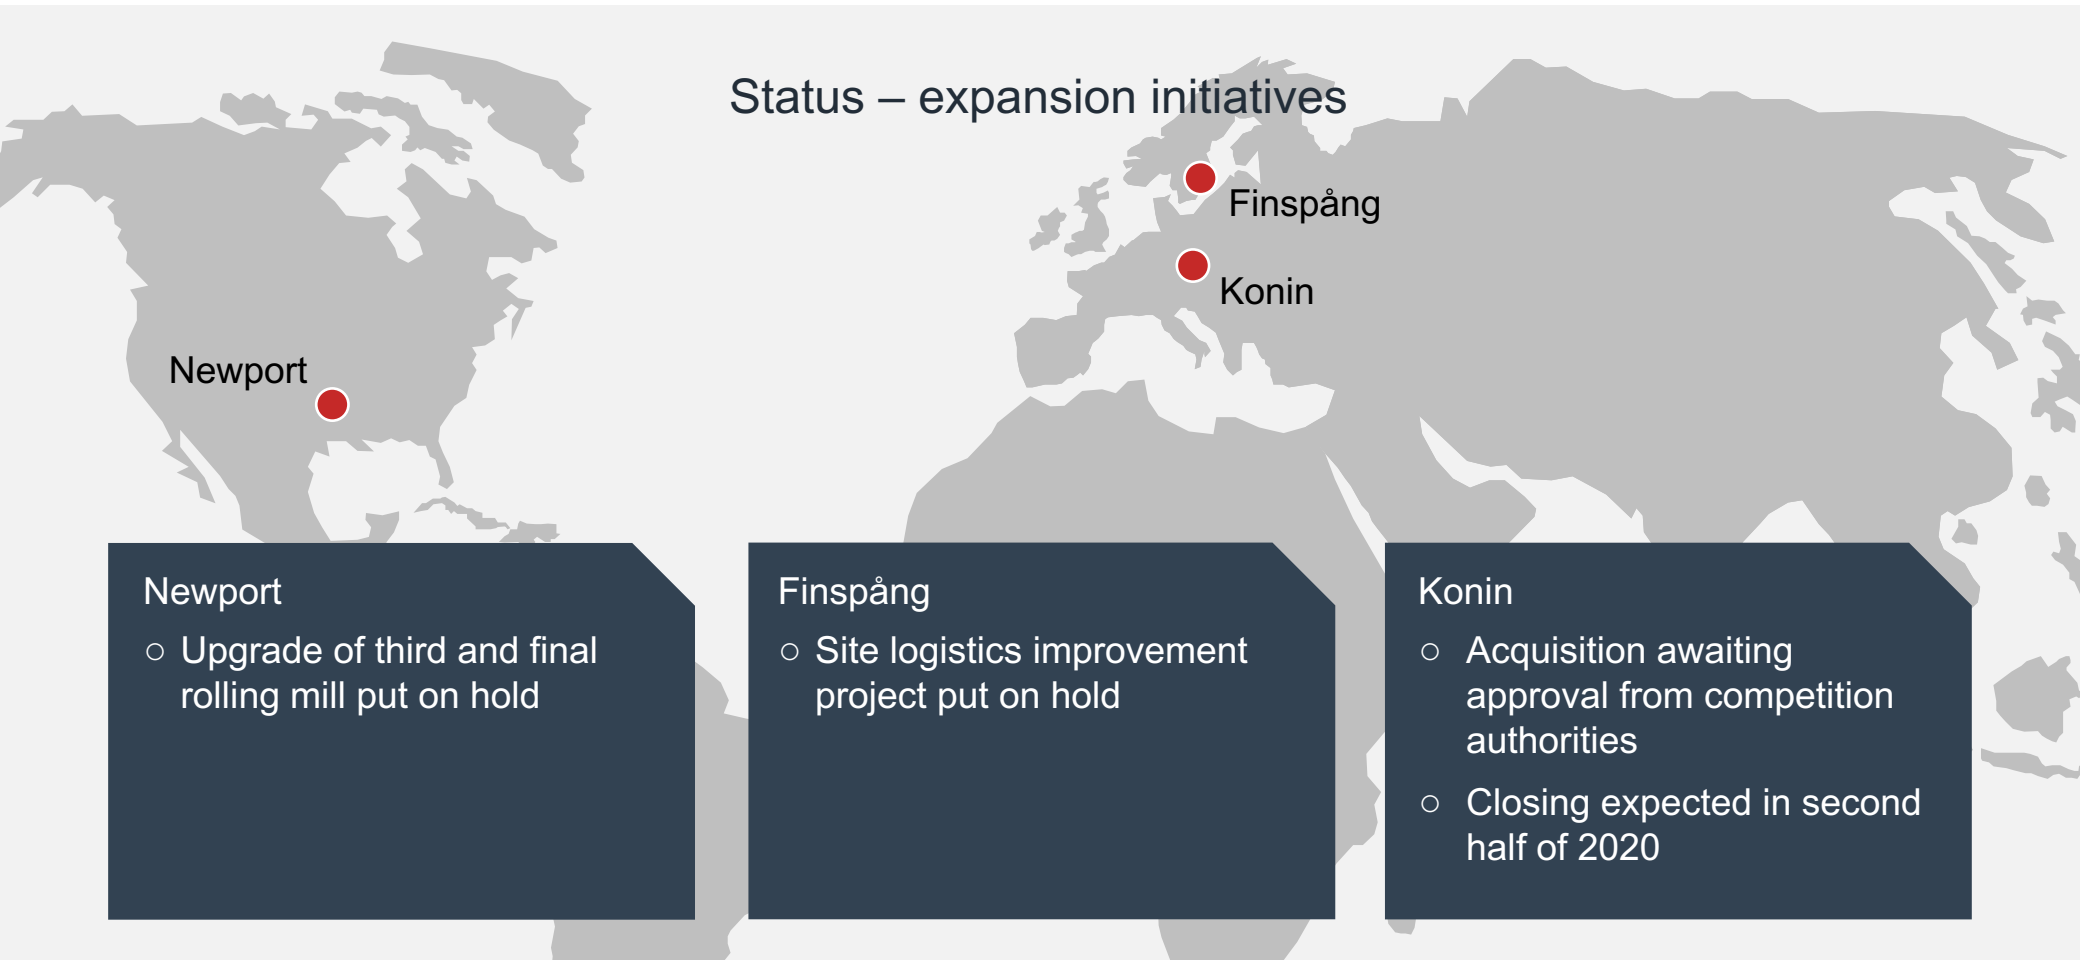 Status – expansion initiatives
Finspång
Konin
Newport
Newport
○ Upgrade of third and final
rolling mill put on hold
Finspång
○ Site logistics improvement
project put on hold
Konin
○ Acquisition awaiting
approval from competition
authorities
○ Closing expected in second
half of 2020